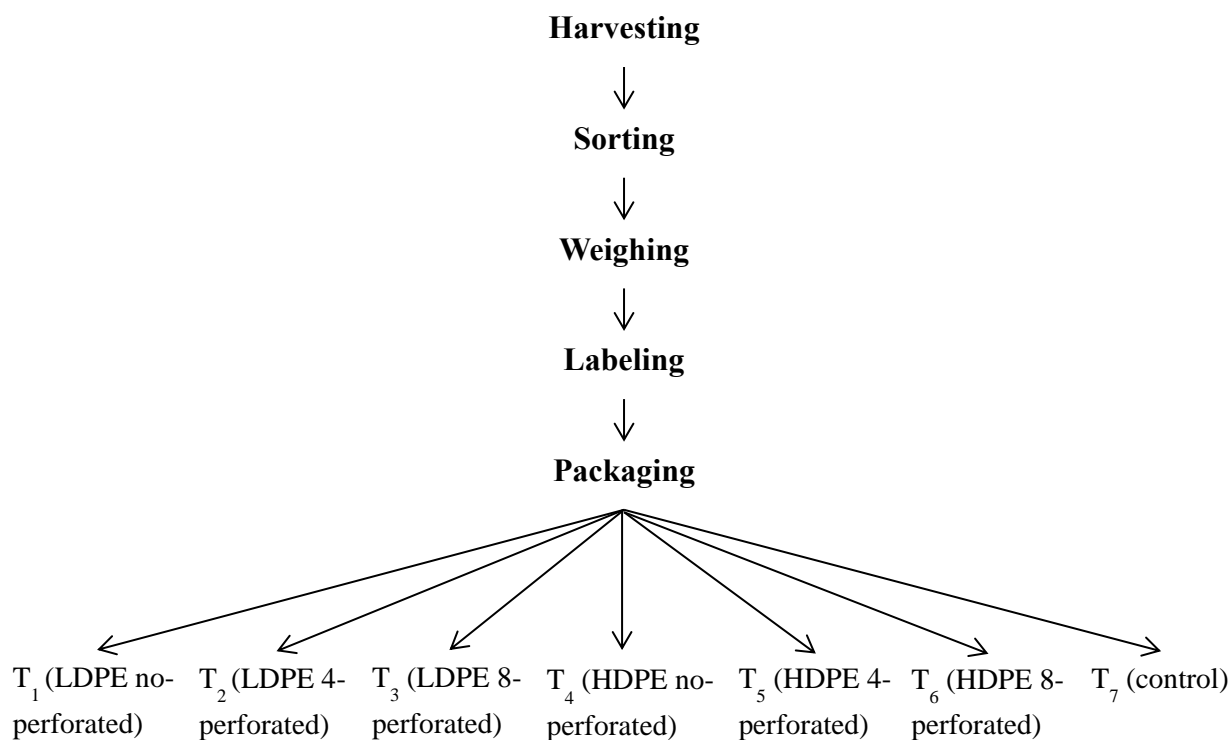 Harvesting
Sorting
Weighing
Labeling
Packaging
T1 (LDPE no-
perforated)
T2 (LDPE 4-
perforated)
T3 (LDPE 8-
perforated)
T4 (HDPE no-
perforated)
T5 (HDPE 4-
perforated)
T6 (HDPE 8-
perforated)
T7 (control)